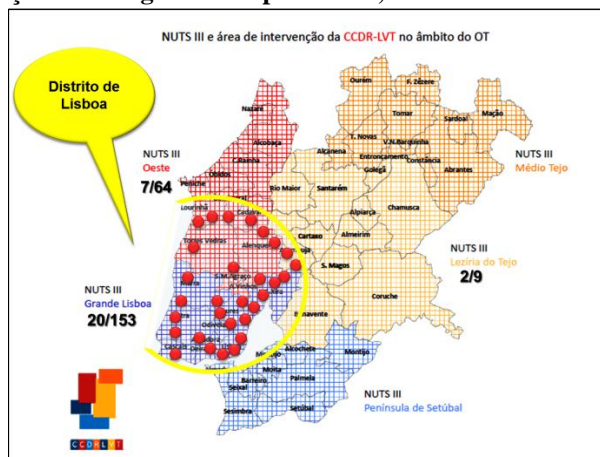 NUTS III e área de intervenção da CCDR-LVT no âmbito do OT
Distrito de
Lisboa
Ourém
F. Zêzere
Nazaré
Tomar
Mação
Sardoal
Alcobaça
T. Novas
V.N.Barquinha
Alcanena
Entroncamento
Constância
NUTS III
Médio Tejo
NUTS III
Oeste
7/64
C.Rainha
Golegã
Abrantes
Óbidos
Peniche
Rio Maior
Santarém
Chamusca
Lourinhã
Cadaval
Alpiarça
Torres Vedras
Alenquer
Cartaxo
Almeirim
NUTS III
Lezíria do Tejo
2/9
S.M.Agraço
S. Magos
A.Vinhos
NUTS III
Grande Lisboa
20/153
Coruche
Benavente
Cascais
Alcochete
Montijo
Moita
Barreiro
Palmela
Seixal
NUTS III
Península de Setúbal
Sesimbra
Setúbal
CCDRLVT